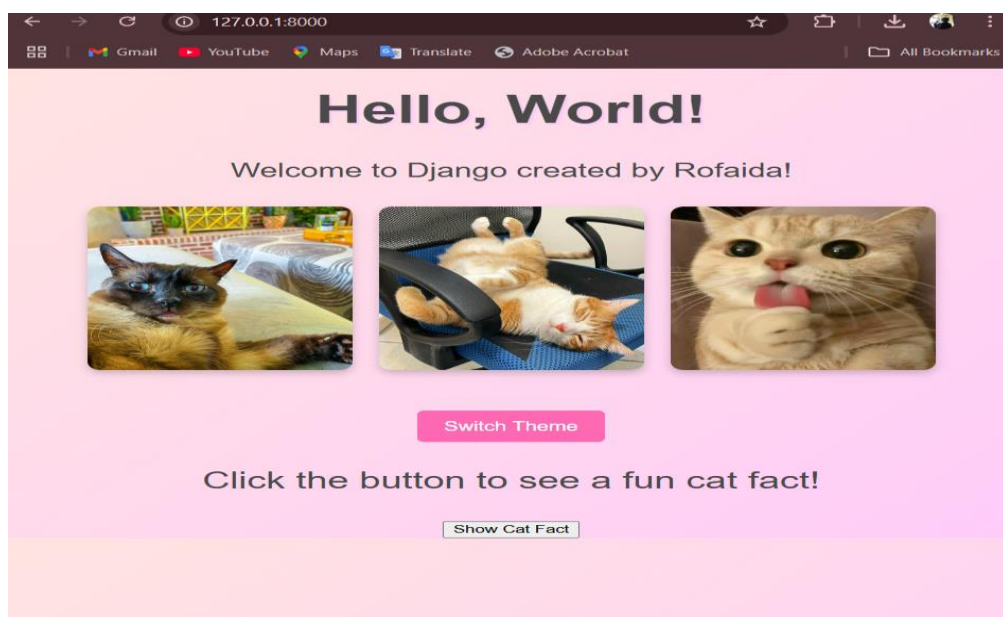 127.0.0.1:8000
Gmail YouTube Maps Translate Adobe Acrobat All Bookmarks
Hello, World!
Welcome to Django created by Rofaida!
Switch Theme
Click the button to see a fun cat fact!
Show Cat Fact